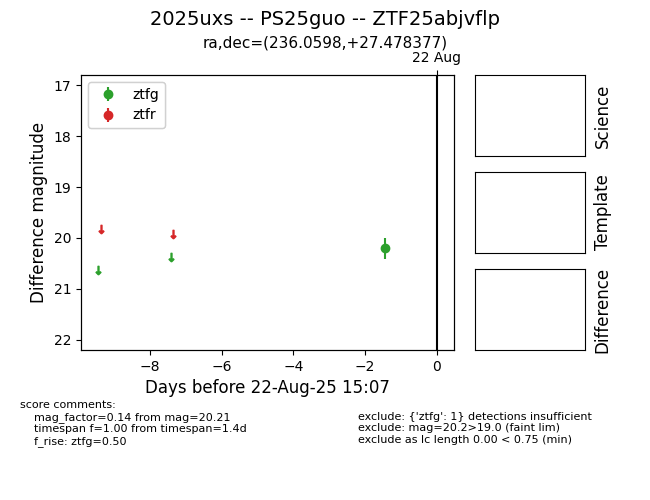 2025uxs -- PS25guo -- ZTF25abjvflp
ra,dec=(236.0598,+27.478377)
22 Aug
ztfg
ztfr
17
18
19
20
21
22
Difference magnitude
−8
−6
−4
−2
0
Days before 22-Aug-25 15:07
Science
Template
Difference
score comments:
mag_factor=0.14 from mag=20.21
timespan f=1.00 from timespan=1.4d
f_rise: ztfg=0.50
exclude: {'ztfg': 1} detections insufficient
exclude: mag=20.2>19.0 (faint lim)
exclude as lc length 0.00 < 0.75 (min)